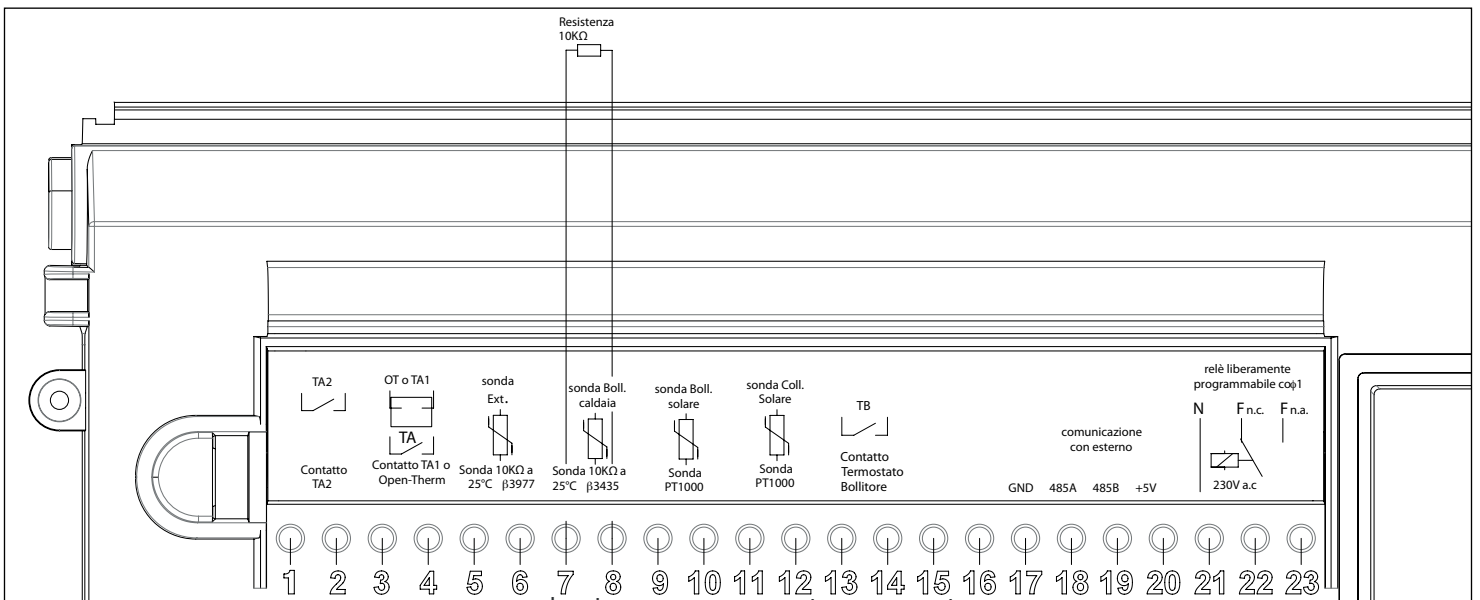 Resistenza
10KΩ
TA2
Contatto
TA2
OT o TA1
TA
Contatto TA1 o
Open-Therm
sonda
Ext.
Sonda 10KΩ a
25°C β3977
sonda Boll.
caldaia
Sonda 10KΩ a
25°C β3435
sonda Boll.
solare
Sonda
PT1000
sonda Coll.
Solare
Sonda
PT1000
TB
Contatto
Termostato
Bollitore
comunicazione
con esterno
GND 485A 485B +5V
relè liberamente
programmabile coφ1
N F n.c. F n.a.
230V a.c
1 2 3 4 5 6 7 8 9 10 11 12 13 14 15 16 17 18 19 20 21 22 23